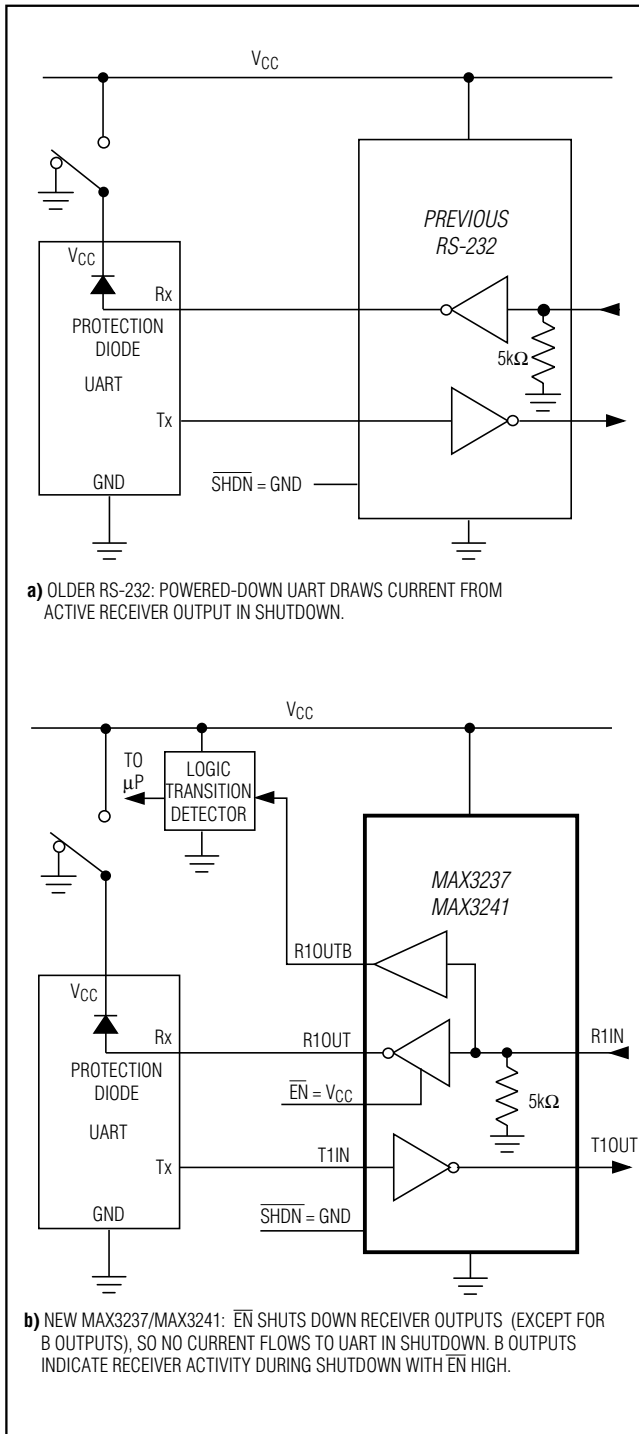 VCC
PREVIOUS
RS-232
VCC
Rx
PROTECTION
DIODE
5kΩ
UART
Tx
GND
SHDN = GND
a) OLDER RS-232: POWERED-DOWN UART DRAWS CURRENT FROM
ACTIVE RECEIVER OUTPUT IN SHUTDOWN.
VCC
TO
μP
LOGIC
TRANSITION
DETECTOR
MAX3237
MAX3241
R1OUTB
VCC
Rx
R1OUT
R1IN
PROTECTION
DIODE
EN = VCC
5kΩ
UART
Tx
T1IN
T1OUT
GND
SHDN = GND
b) NEW MAX3237/MAX3241: EN SHUTS DOWN RECEIVER OUTPUTS (EXCEPT FOR
B OUTPUTS), SO NO CURRENT FLOWS TO UART IN SHUTDOWN. B OUTPUTS
INDICATE RECEIVER ACTIVITY DURING SHUTDOWN WITH EN HIGH.